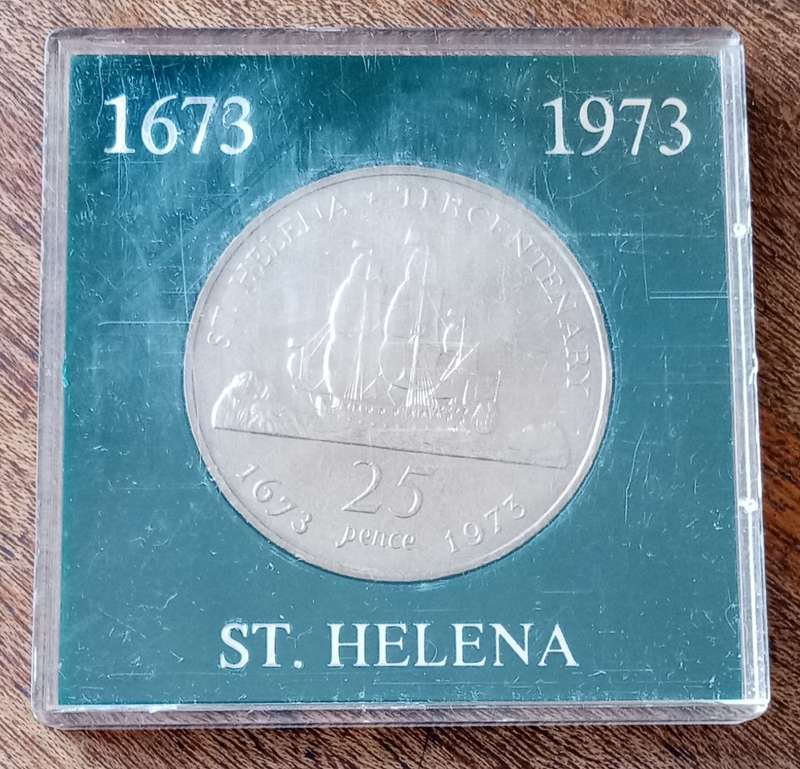 1673 1973
ST. HELENA • TERCENTENARY
25
pence
1673 1973
ST. HELENA